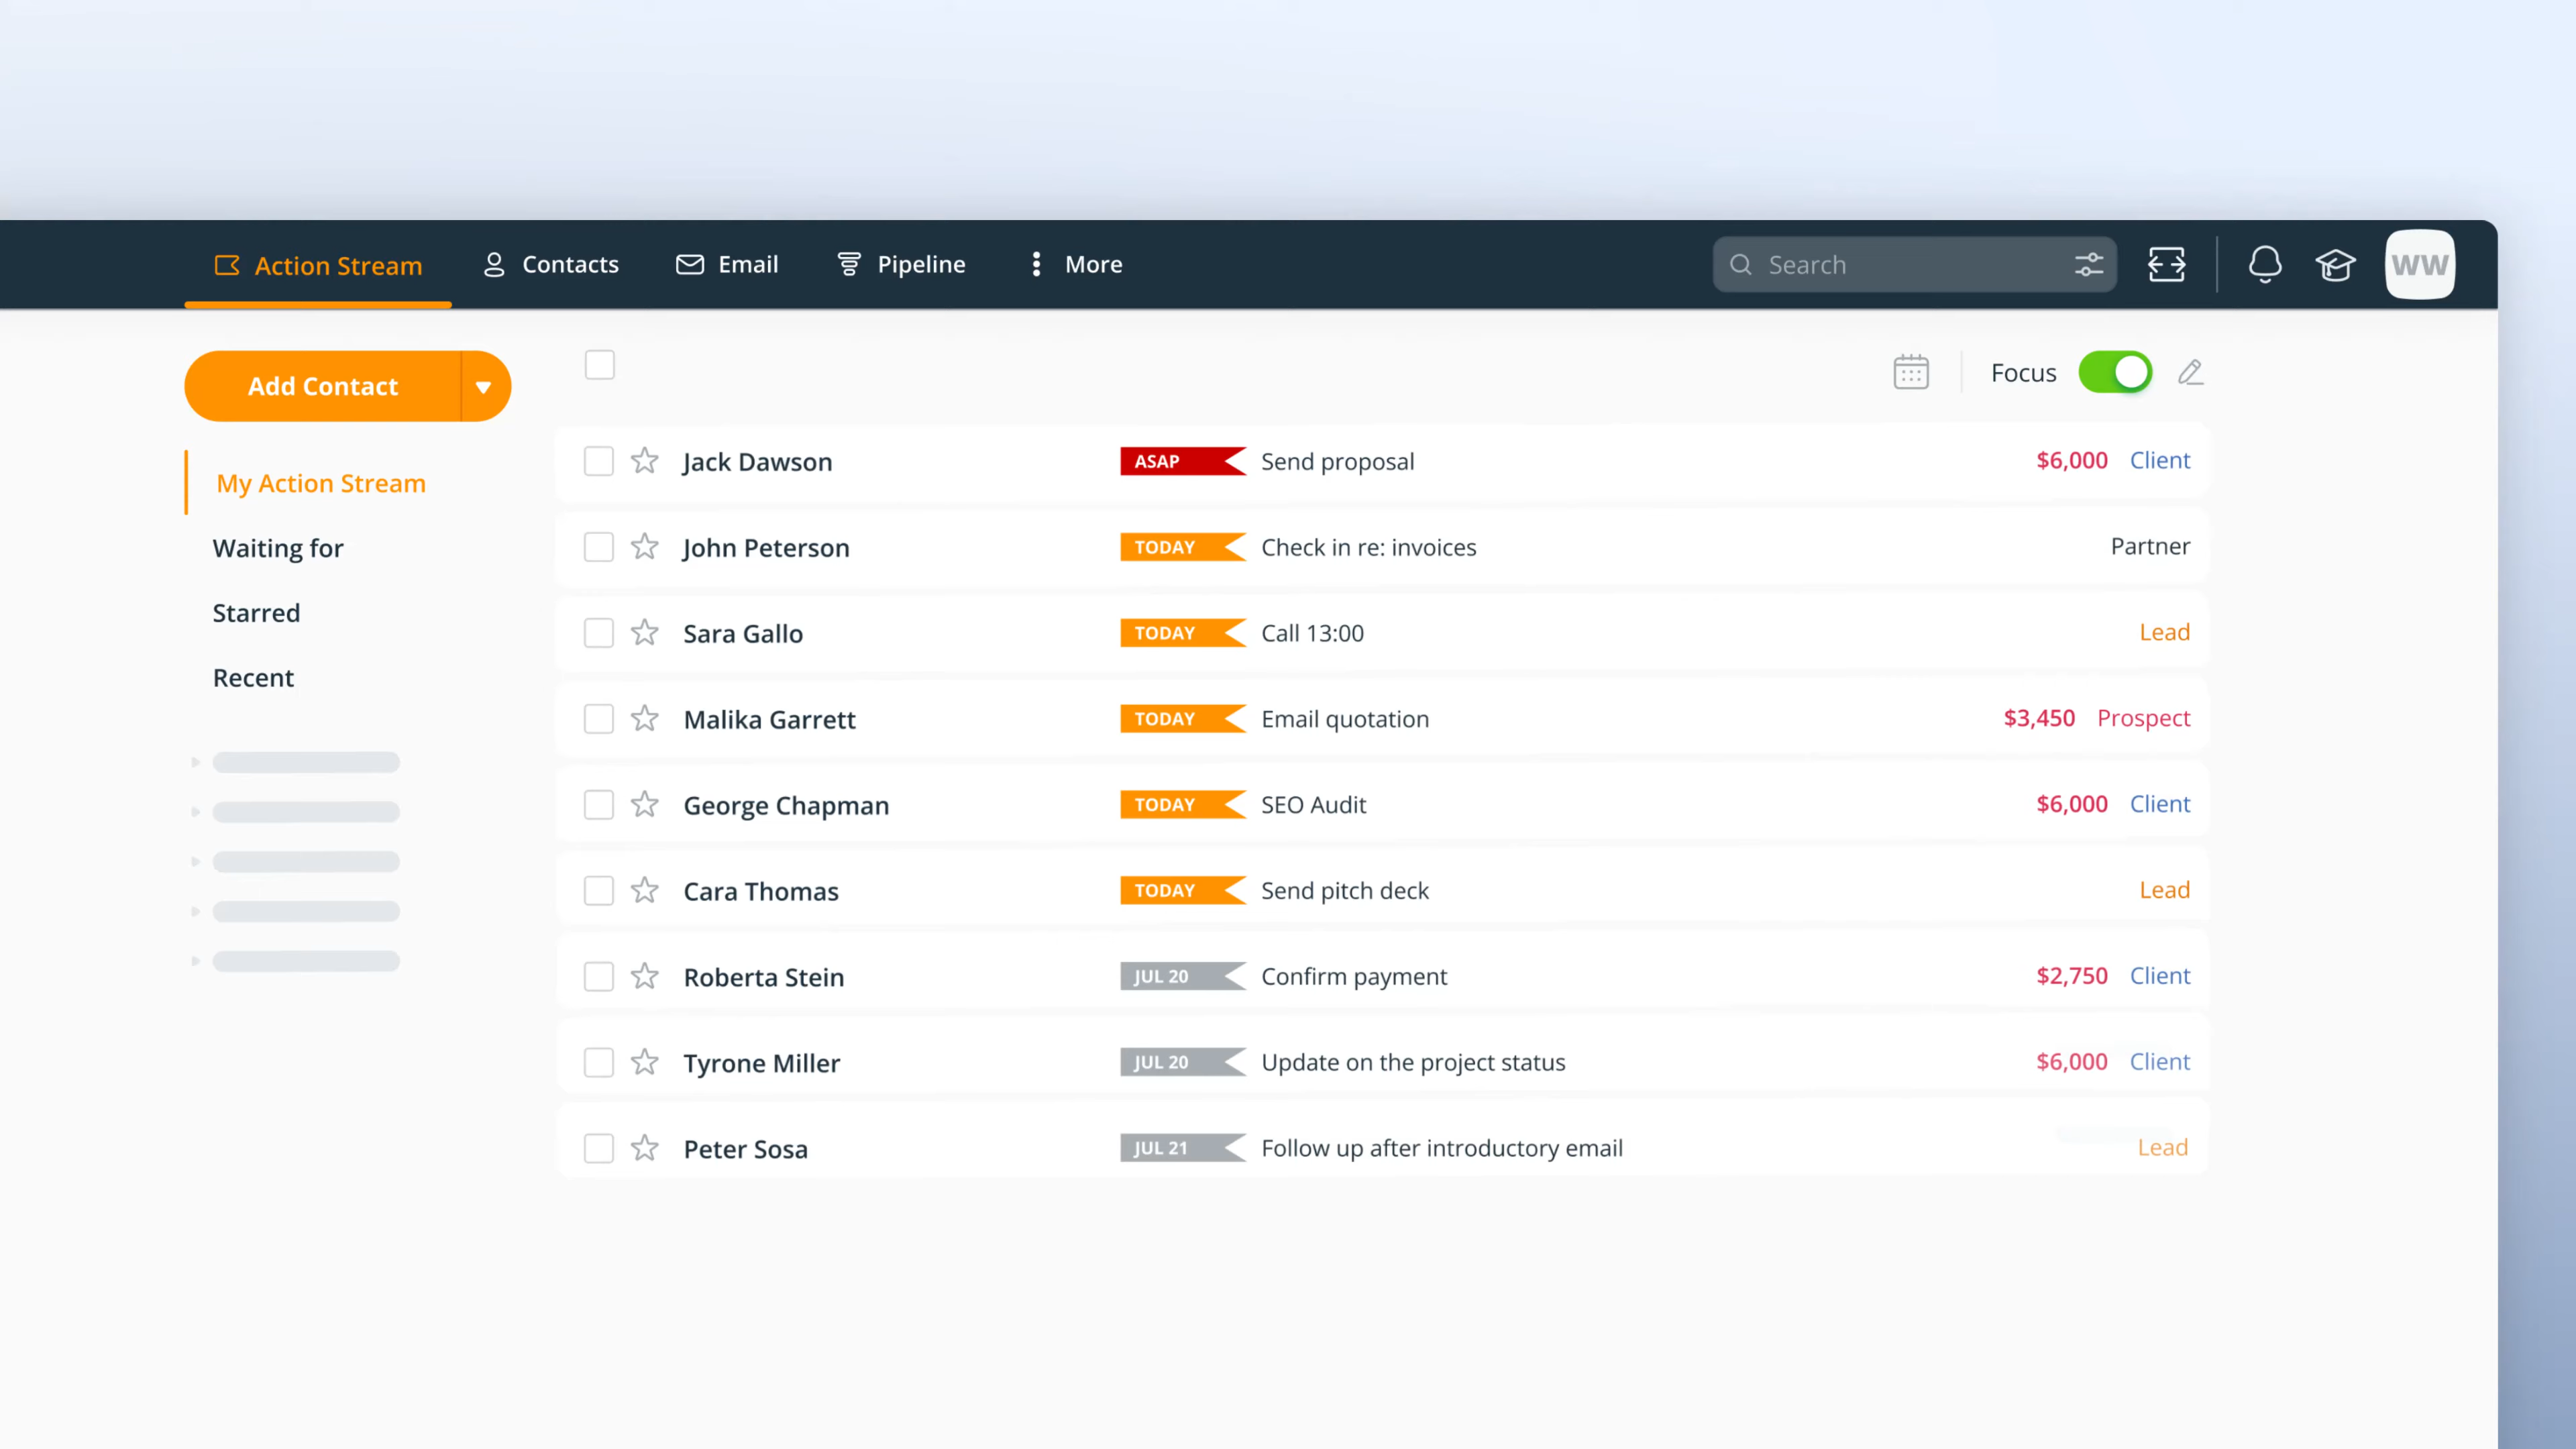 Action Stream Contacts Email Pipeline More Search WW
Add Contact
Focus
My Action Stream
Waiting for
Starred
Recent
Jack Dawson ASAP Send proposal $6,000 Client
John Peterson TODAY Check in re: invoices Partner
Sara Gallo TODAY Call 13:00 Lead
Malika Garrett TODAY Email quotation $3,450 Prospect
George Chapman TODAY SEO Audit $6,000 Client
Cara Thomas TODAY Send pitch deck Lead
Roberta Stein JUL 20 Confirm payment $2,750 Client
Tyrone Miller JUL 20 Update on the project status $6,000 Client
Peter Sosa JUL 21 Follow up after introductory email Lead